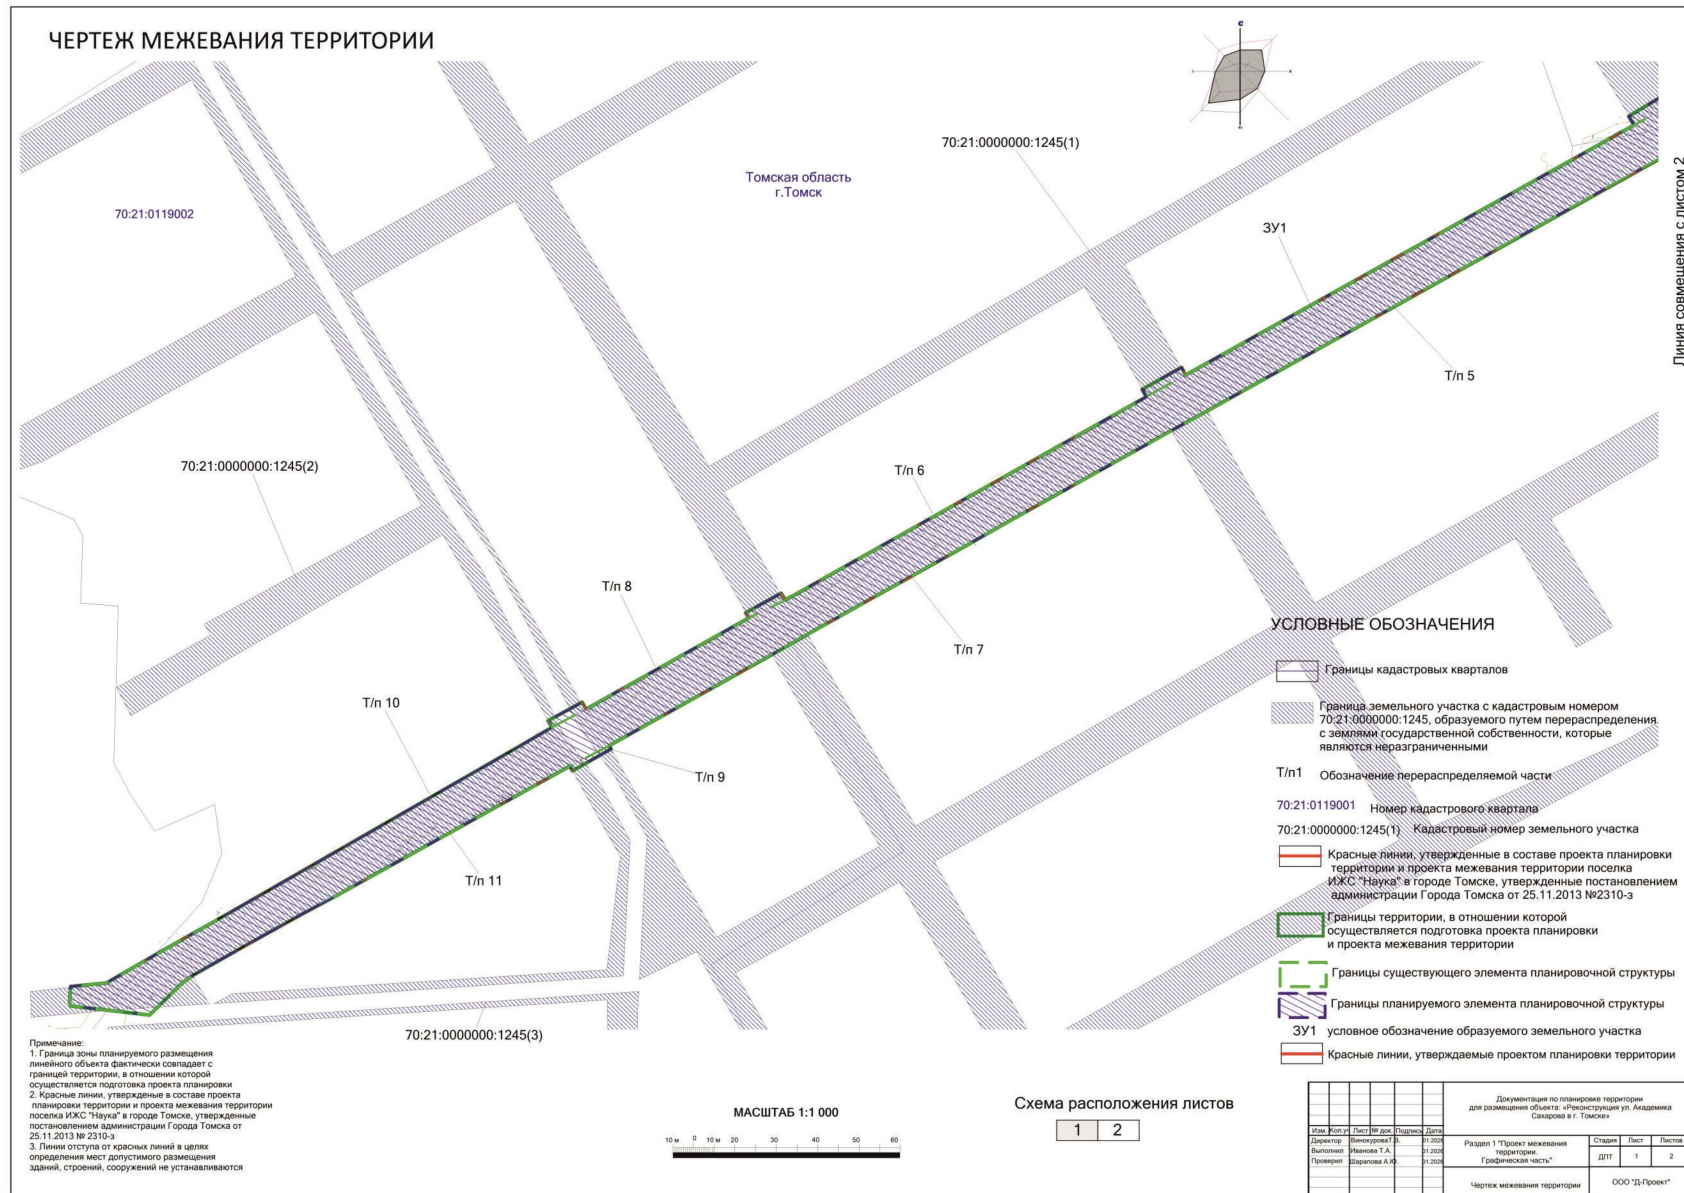 ЧЕРТЕЖ МЕЖЕВАНИЯ ТЕРРИТОРИИ
С
70:21:0000000:1245(1)
Томская область
г.Томск
70:21:0119002
ЗУ1
Линия совмещения с листом 2
Т/п 5
70:21:0000000:1245(2)
Т/п 6
Т/п 8
Т/п 7
Т/п 10
Т/п 9
Т/п 11
70:21:0000000:1245(3)
УСЛОВНЫЕ ОБОЗНАЧЕНИЯ
Границы кадастровых кварталов
Граница земельного участка с кадастровым номером
70:21:0000000:1245, образуемого путем перераспределения
с землями государственной собственности, которые
являются неразграниченными
Т/п1 Обозначение перераспределяемой части
70:21:0119001 Номер кадастрового квартала
70:21:0000000:1245(1) Кадастровый номер земельного участка
Красные линии, утвержденные в составе проекта планировки
территории и проекта межевания территории поселка
ИЖС "Наука" в городе Томске, утвержденные постановлением
администрации Города Томска от 25.11.2013 №2310-з
Границы территории, в отношении которой
осуществляется подготовка проекта планировки
и проекта межевания территории
Границы существующего элемента планировочной структуры
Границы планируемого элемента планировочной структуры
ЗУ1 условное обозначение образуемого земельного участка
Красные линии, утверждаемые проектом планировки территории
Примечание:
1. Граница зоны планируемого размещения
линейного объекта фактически совпадает с
границей территории, в отношении которой
осуществляется подготовка проекта планировки
2. Красные линии, утвержденые в составе проекта
планировки территории и проекта межевания территории
поселка ИЖС "Наука" в городе Томске, утвержденные
постановлением администрации Города Томска от
25.11.2013 № 2310-з
3. Линии отступа от красных линий в целях
определения мест допустимого размещения
зданий, строений, сооружений не устанавливаются
МАСШТАБ 1:1 000
10 м 0 10 м 20 20 30 40 50 60
Схема расположения листов
1 2
Документация по планировке территории
для размещения объекта: «Реконструкция ул. Академика
Сахарова в г. Томске»
Изм. Кол.уч Лист № док. Подпись Дата
Директор Винокурова Т.В. 01.2026
Выполнил Иванова Т.А. 01.2026
Проверил Шарапова А.Ю. 01.2026
Раздел 1 "Проект межевания
территории.
Графическая часть"
Стадия Лист Листов
ДПТ 1 2
Чертеж межевания территории
ООО "Д-Проект"